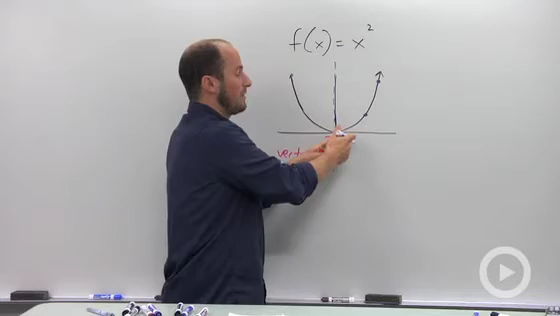 f(x) = x²